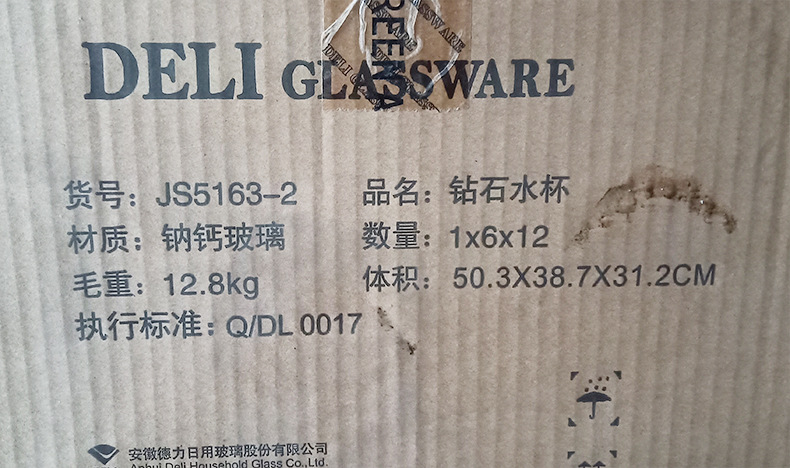 DELI GLASSWARE
货号：JS5163-2 品名：钻石水杯
材质：钠钙玻璃 数量：1x6x12
毛重：12.8kg 体积：50.3X38.7X31.2CM
执行标准：Q/DL 0017
安徽德力日用玻璃股份有限公司
Anhui Deli Household Glass Co.,Ltd.